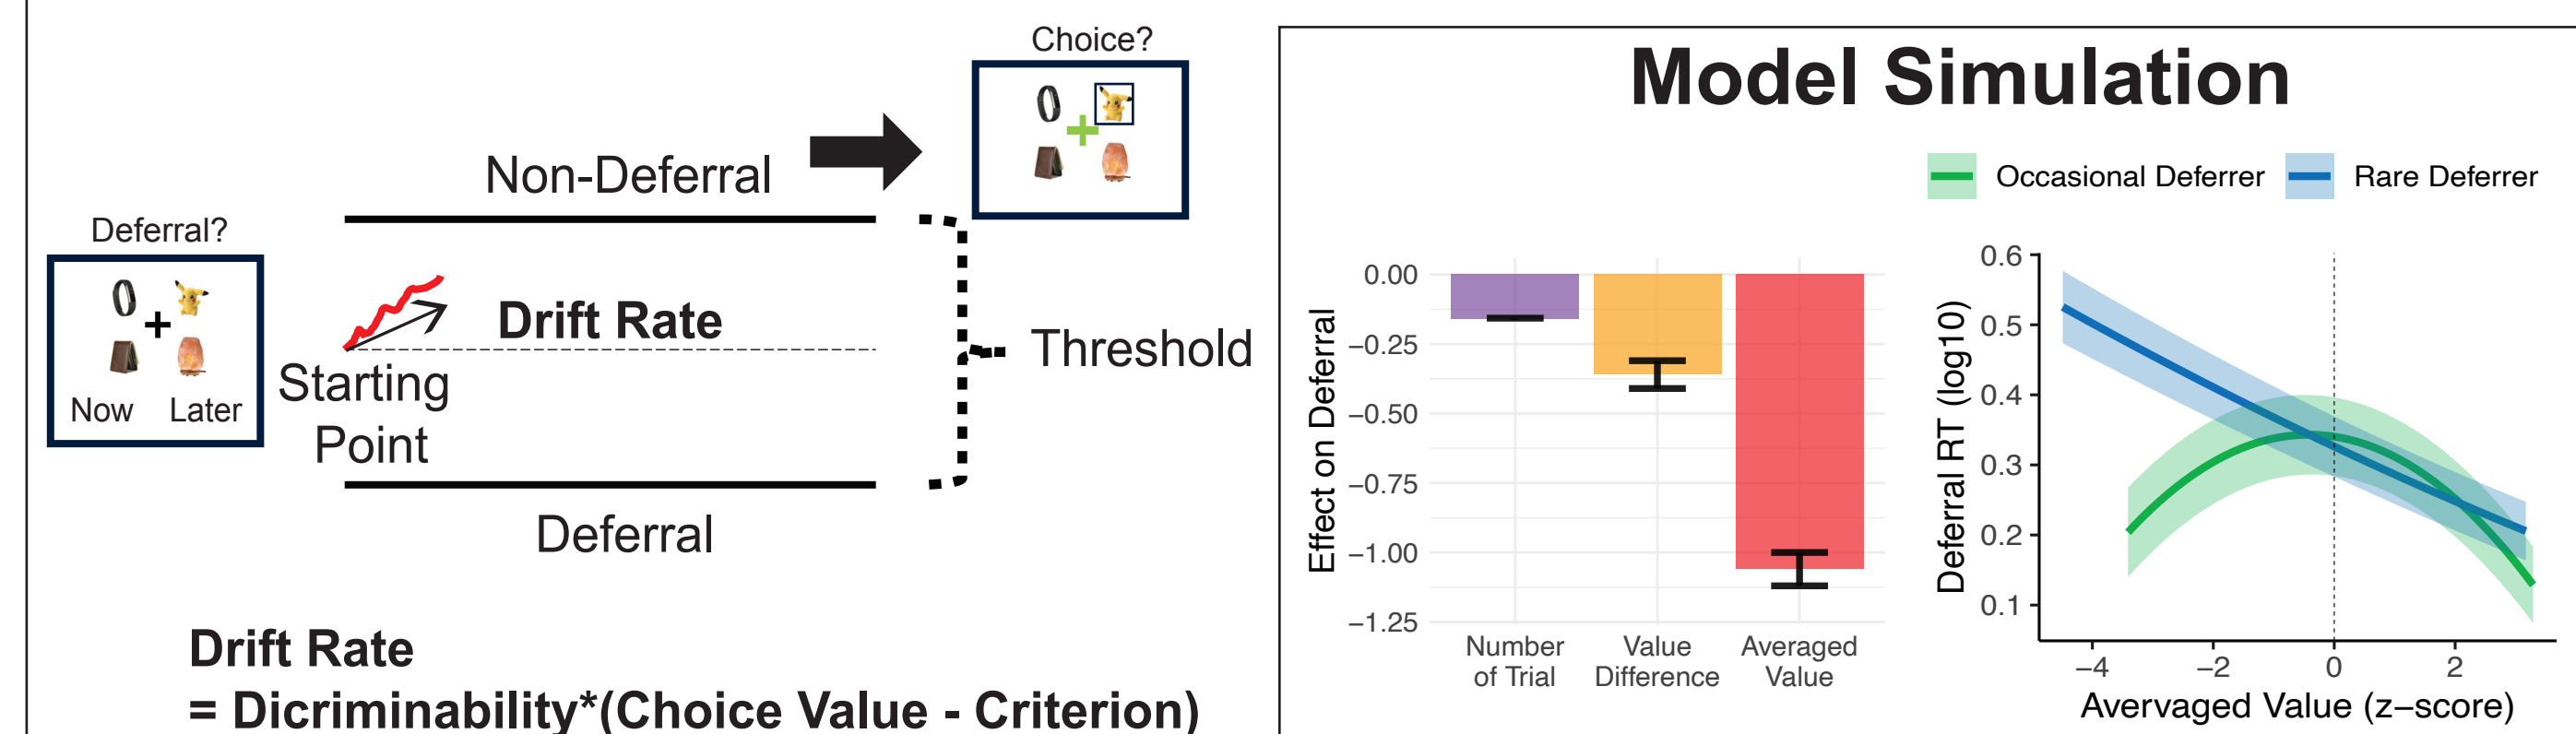 Choice?
Non-Deferral
Deferral?
Now Later
Drift Rate
Starting
Point
Threshold
Deferral
Drift Rate
= Dicriminability*(Choice Value - Criterion)
Model Simulation
Occasional Deferrer Rare Deferrer
Effect on Deferral
0.00
−0.25
−0.50
−0.75
−1.00
−1.25
Number
of Trial
Value
Difference
Averaged
Value
Deferral RT (log10)
0.6
0.5
0.4
0.3
0.2
0.1
−4 −2 0 2
Avervaged Value (z−score)